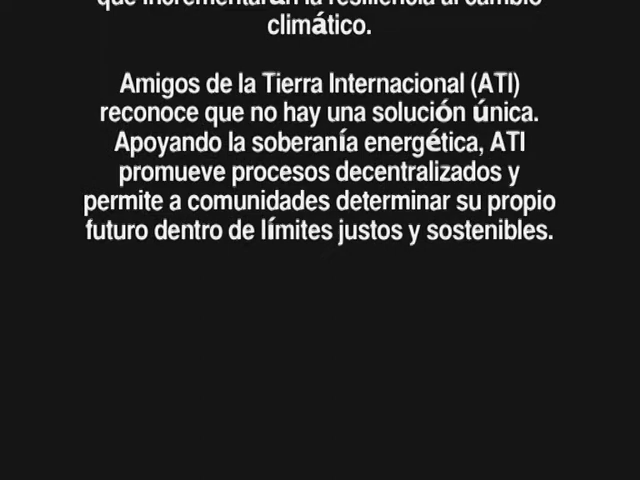 que incrementarán la resiliencia al cambio
climático.
Amigos de la Tierra Internacional (ATI)
reconoce que no hay una solución única.
Apoyando la soberanía energética, ATI
promueve procesos decentralizados y
permite a comunidades determinar su propio
futuro dentro de límites justos y sostenibles.